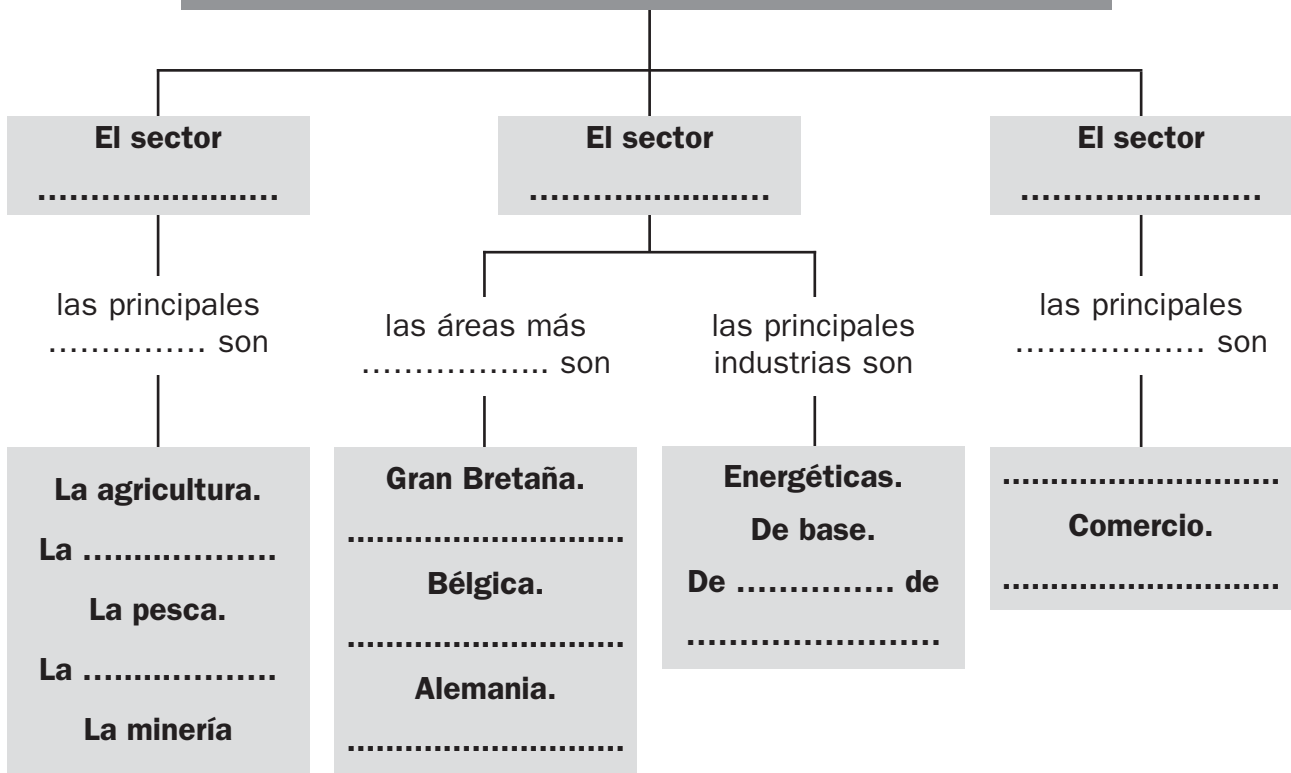 El sector
............................
las principales
............... son
La agricultura.
La ......................
La pesca.
La ......................
La minería
El sector
............................
las áreas más
.................. son
Gran Bretaña.
................................
Bélgica.
................................
Alemania.
................................
las principales
industrias son
Energéticas.
De base.
De ............... de
........................
El sector
............................
las principales
.................. son
................................
Comercio.
................................